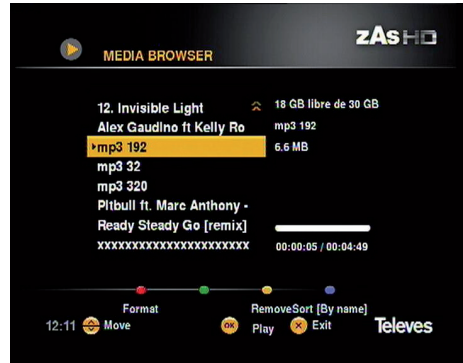 zAs HD
MEDIA BROWSER
12. Invisible Light
18 GB libre de 30 GB
Alex Gaudino ft Kelly Ro
mp3 192
mp3 192
6.6 MB
mp3 32
mp3 320
Pitbull ft. Marc Anthony -
Ready Steady Go [remix]
xxxxxxxxxxxxxxxxxxxxxxx
00:00:05 / 00:04:49
Format
RemoveSort [By name]
12:11
Move
OK
Play
Exit
Televes